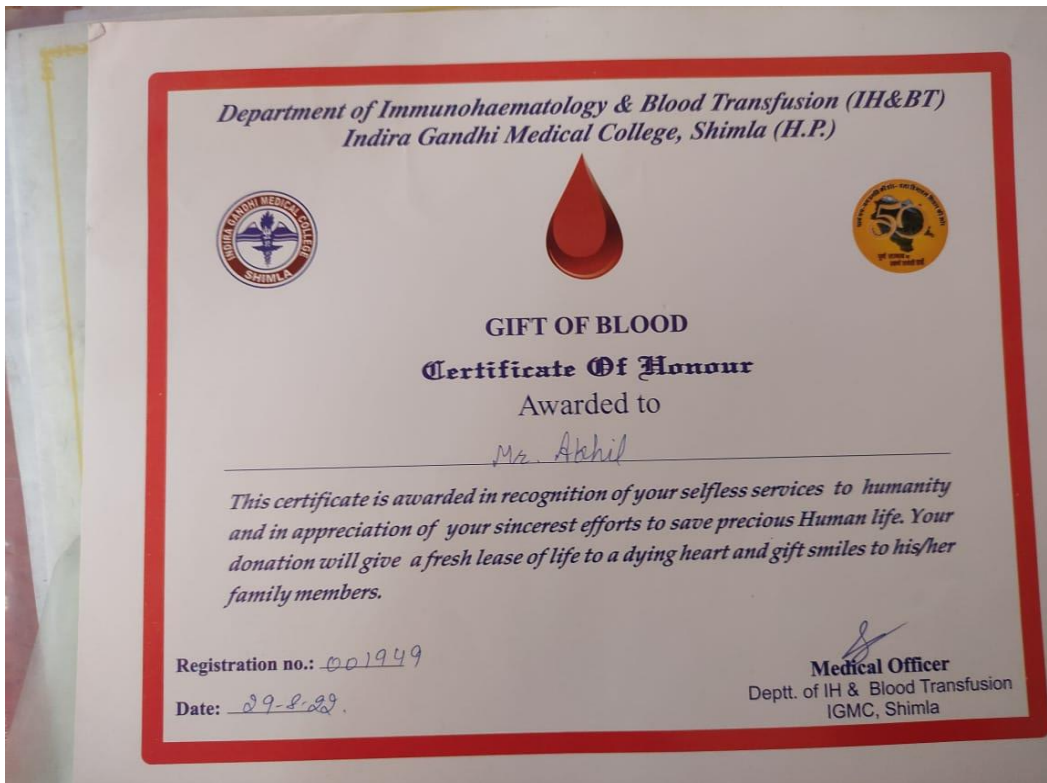 Department of Immunohaematology & Blood Transfusion (IH&BT)
Indira Gandhi Medical College, Shimla (H.P.)
INDIRA GANDHI MEDICAL COLLEGE
SHIMLA
50
GIFT OF BLOOD
Certificate Of Honour
Awarded to
Mr. Akhil
This certificate is awarded in recognition of your selfless services to humanity
and in appreciation of your sincerest efforts to save precious Human life. Your
donation will give a fresh lease of life to a dying heart and gift smiles to his/her
family members.
Registration no.: 001949
Date: 29-8-22.
Medical Officer
Deptt. of IH & Blood Transfusion
IGMC, Shimla